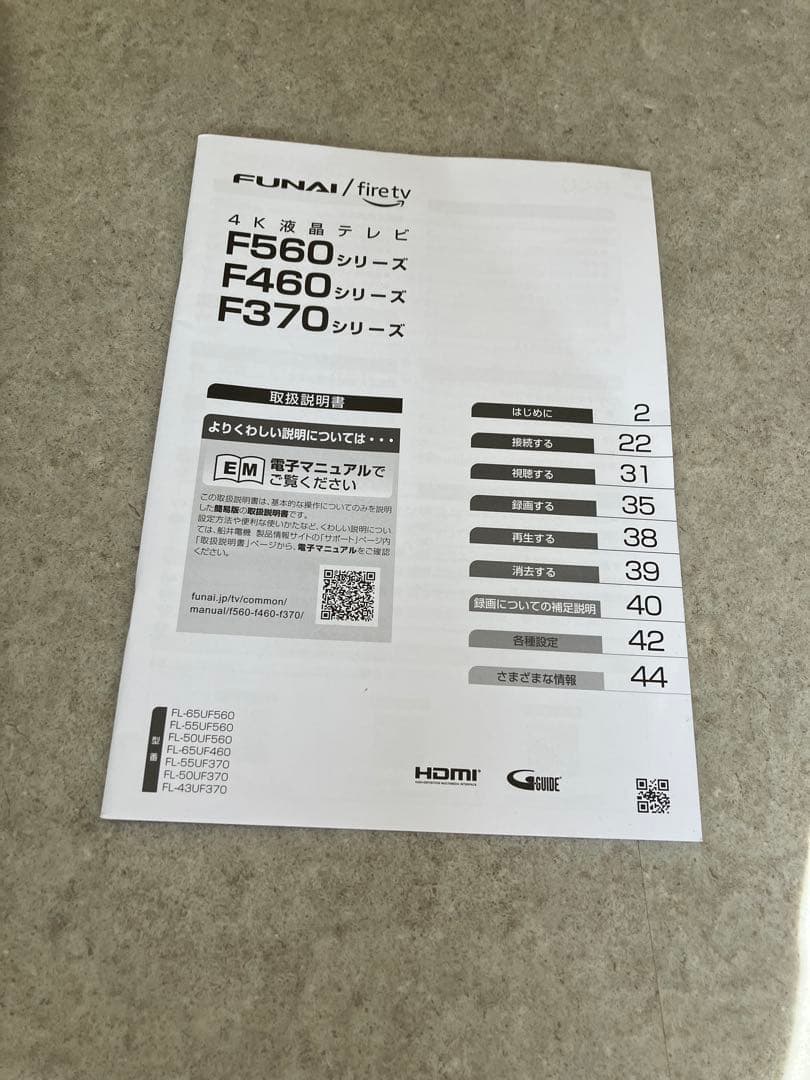 FUNAI / fire tv
4K液晶テレビ
F560シリーズ
F460シリーズ
F370シリーズ
取扱説明書
よりくわしい説明については・・・
EM 電子マニュアルで
ご覧ください
この取扱説明書は、基本的な操作についてのみを説明
した簡易版の取扱説明書です。
設定方法や便利な使いかたなど、くわしい説明につい
ては、船井電機 製品情報サイトの「サポート」ページ内
「取扱説明書」ページから、電子マニュアルをご確認
ください。
funai.jp/tv/common/
manual/f560-f460-f370/
はじめに 2
接続する 22
視聴する 31
録画する 35
再生する 38
消去する 39
録画についての補足説明 40
各種設定 42
さまざまな情報 44
型番
FL-65UF560
FL-55UF560
FL-50UF560
FL-65UF460
FL-55UF370
FL-50UF370
FL-43UF370
HDMI
HIGH-DEFINITION MULTIMEDIA INTERFACE
G-GUIDE